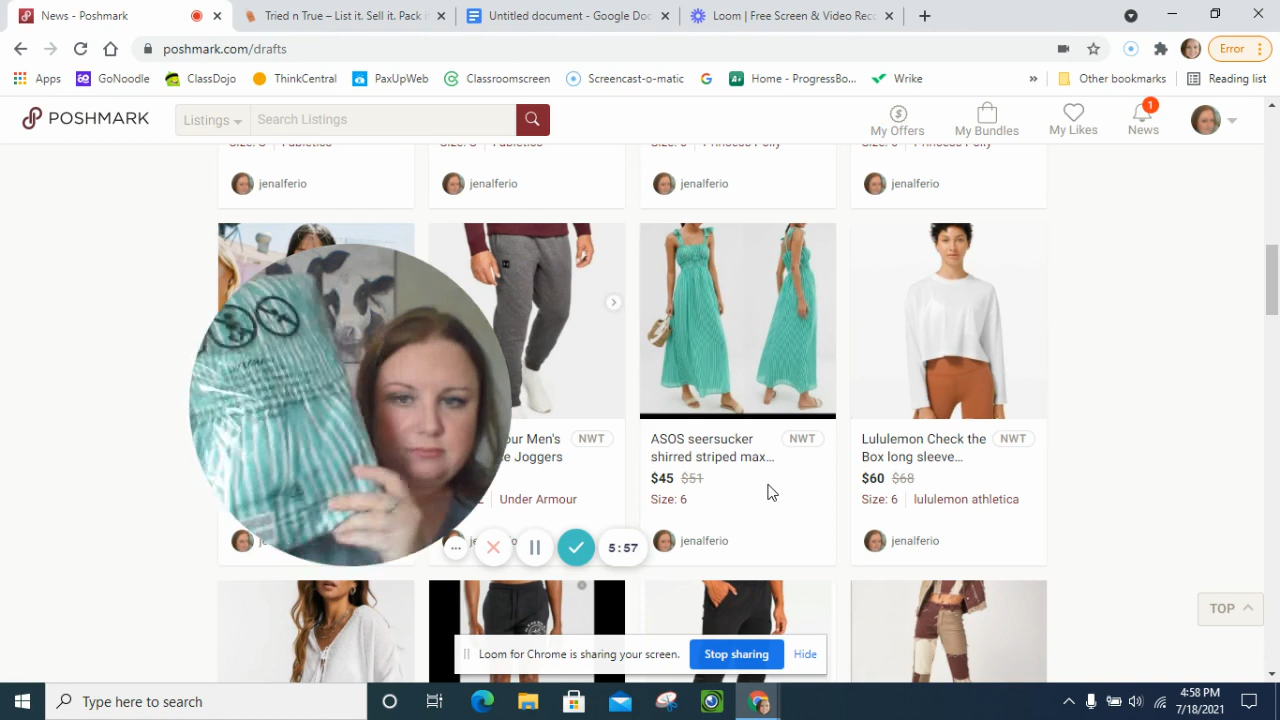 News - Poshmark
Tried n True – List it. Sell it. Pack it
Untitled document - Google Doc
Loom | Free Screen & Video Rec
poshmark.com/drafts
Error
Apps
GoNoodle
ClassDojo
ThinkCentral
PaxUpWeb
Classroomscreen
Screencast-o-matic
Home - ProgressBo...
Wrike
»
Other bookmarks
Reading list
POSHMARK
Listings
Search Listings
My Offers
My Bundles
My Likes
1
News
jenalferio
jenalferio
jenalferio
jenalferio
our Men's
e Joggers
NWT
Under Armour
ASOS seersucker
shirred striped max...
NWT
$45 $51
Size: 6
jenalferio
Lululemon Check the
Box long sleeve...
NWT
$60 $68
Size: 6 | lululemon athletica
jenalferio
5:57
TOP
Loom for Chrome is sharing your screen.
Stop sharing
Hide
Type here to search
4:58 PM
7/18/2021